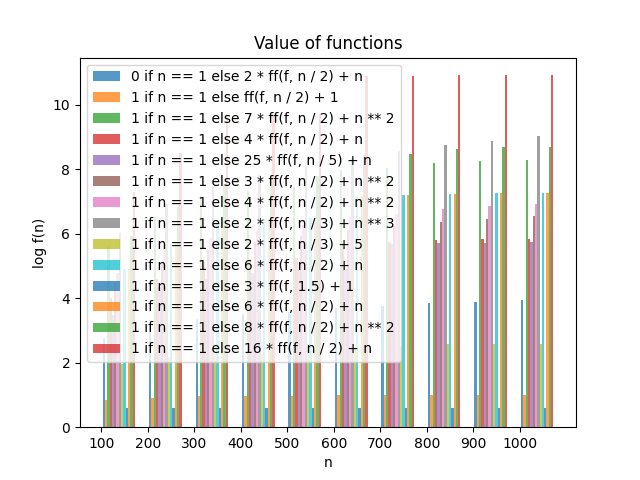 Value of functions
log f(n)
10
8
6
4
2
0
0 if n == 1 else 2 * ff(f, n / 2) + n
1 if n == 1 else ff(f, n / 2) + 1
1 if n == 1 else 7 * ff(f, n / 2) + n ** 2
1 if n == 1 else 4 * ff(f, n / 2) + n
1 if n == 1 else 25 * ff(f, n / 5) + n
1 if n == 1 else 3 * ff(f, n / 2) + n ** 2
1 if n == 1 else 4 * ff(f, n / 2) + n ** 2
1 if n == 1 else 2 * ff(f, n / 3) + n ** 3
1 if n == 1 else 2 * ff(f, n / 3) + 5
1 if n == 1 else 6 * ff(f, n / 2) + n
1 if n == 1 else 3 * ff(f, 1.5) + 1
1 if n == 1 else 6 * ff(f, n / 2) + n
1 if n == 1 else 8 * ff(f, n / 2) + n ** 2
1 if n == 1 else 16 * ff(f, n / 2) + n
100 200 300 400 500 600 700 800 900 1000
n